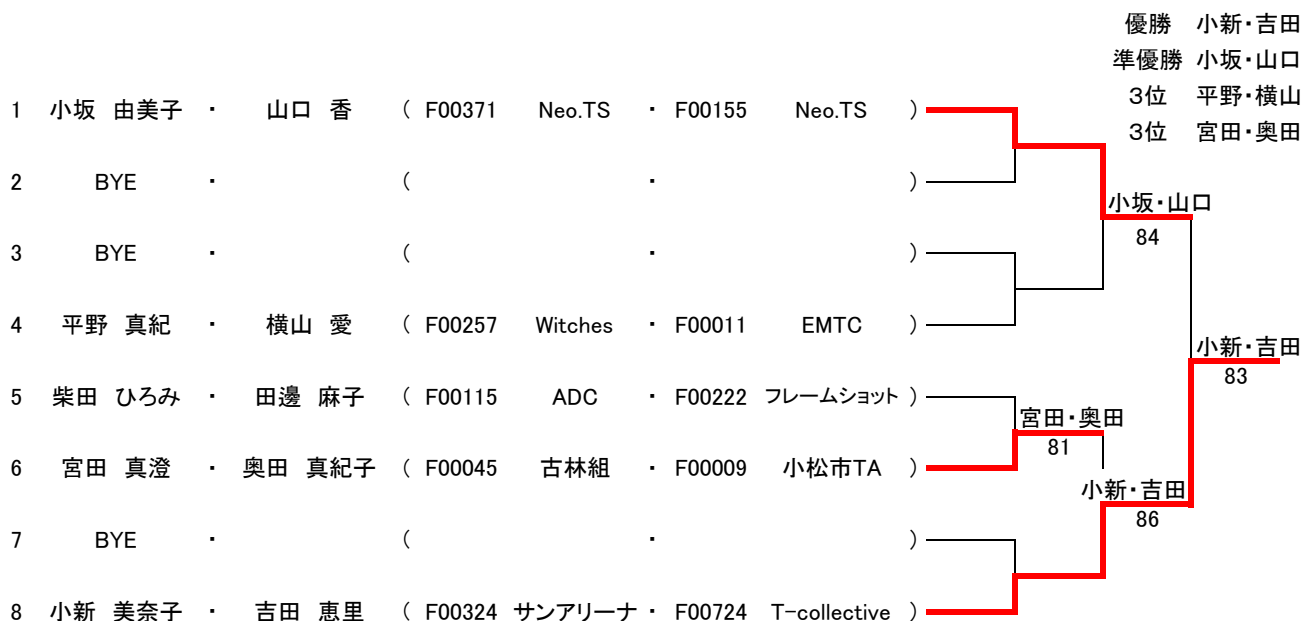 優勝 小新・吉田
準優勝 小坂・山口
3位 平野・横山
3位 宮田・奥田
1 小坂 由美子 ・ 山口 香 ( F00371 Neo.TS ・ F00155 Neo.TS )
2 BYE ・ ( ・ )
小坂・山口
84
3 BYE ・ ( ・ )
4 平野 真紀 ・ 横山 愛 ( F00257 Witches ・ F00011 EMTC )
小新・吉田
83
5 柴田 ひろみ ・ 田邊 麻子 ( F00115 ADC ・ F00222 フレームショット )
宮田・奥田
81
6 宮田 真澄 ・ 奥田 真紀子 ( F00045 古林組 ・ F00009 小松市TA )
小新・吉田
86
7 BYE ・ ( ・ )
8 小新 美奈子 ・ 吉田 恵里 ( F00324 サンアリーナ ・ F00724 T-collective )